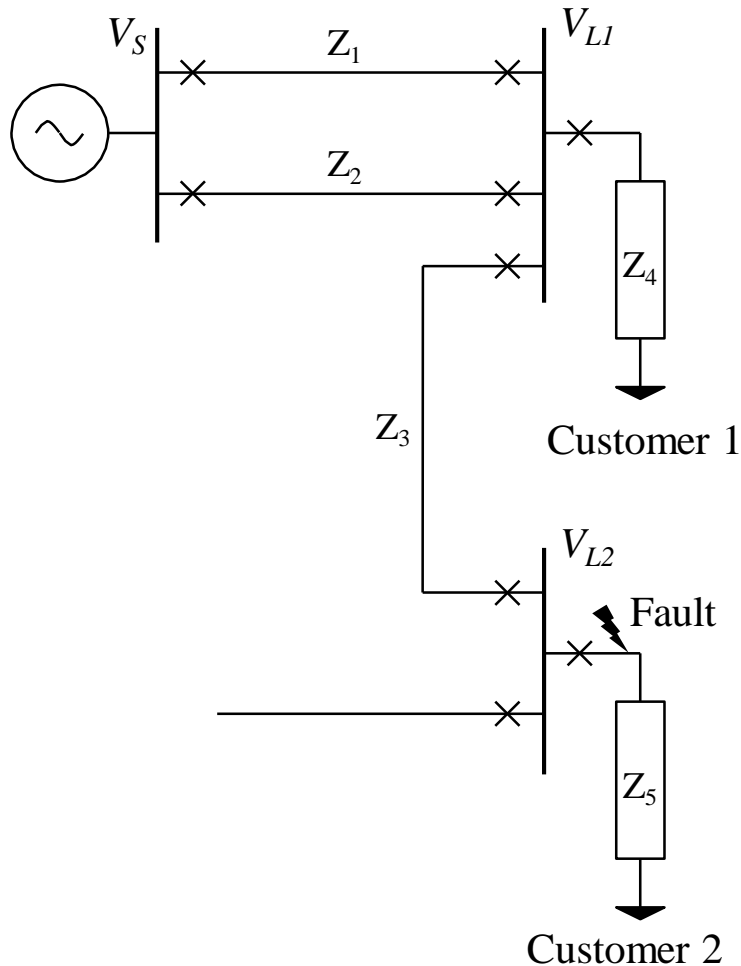 V_S
Z_1
V_L1
Z_2
Z_4
Z_3
Customer 1
V_L2
Fault
Z_5
Customer 2